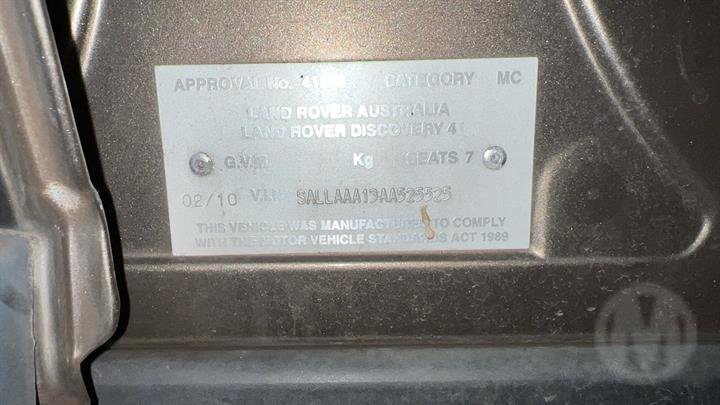 APPROVAL No. CATEGORY MC
LAND ROVER AUSTRALIA
LAND ROVER DISCOVERY 41
G.V.M Kg SEATS 7
02/10 V.I.N. SALLAAA19AA525525
THIS VEHICLE WAS MANUFACTURED TO COMPLY
WITH THE MOTOR VEHICLE STANDARDS ACT 1989
M